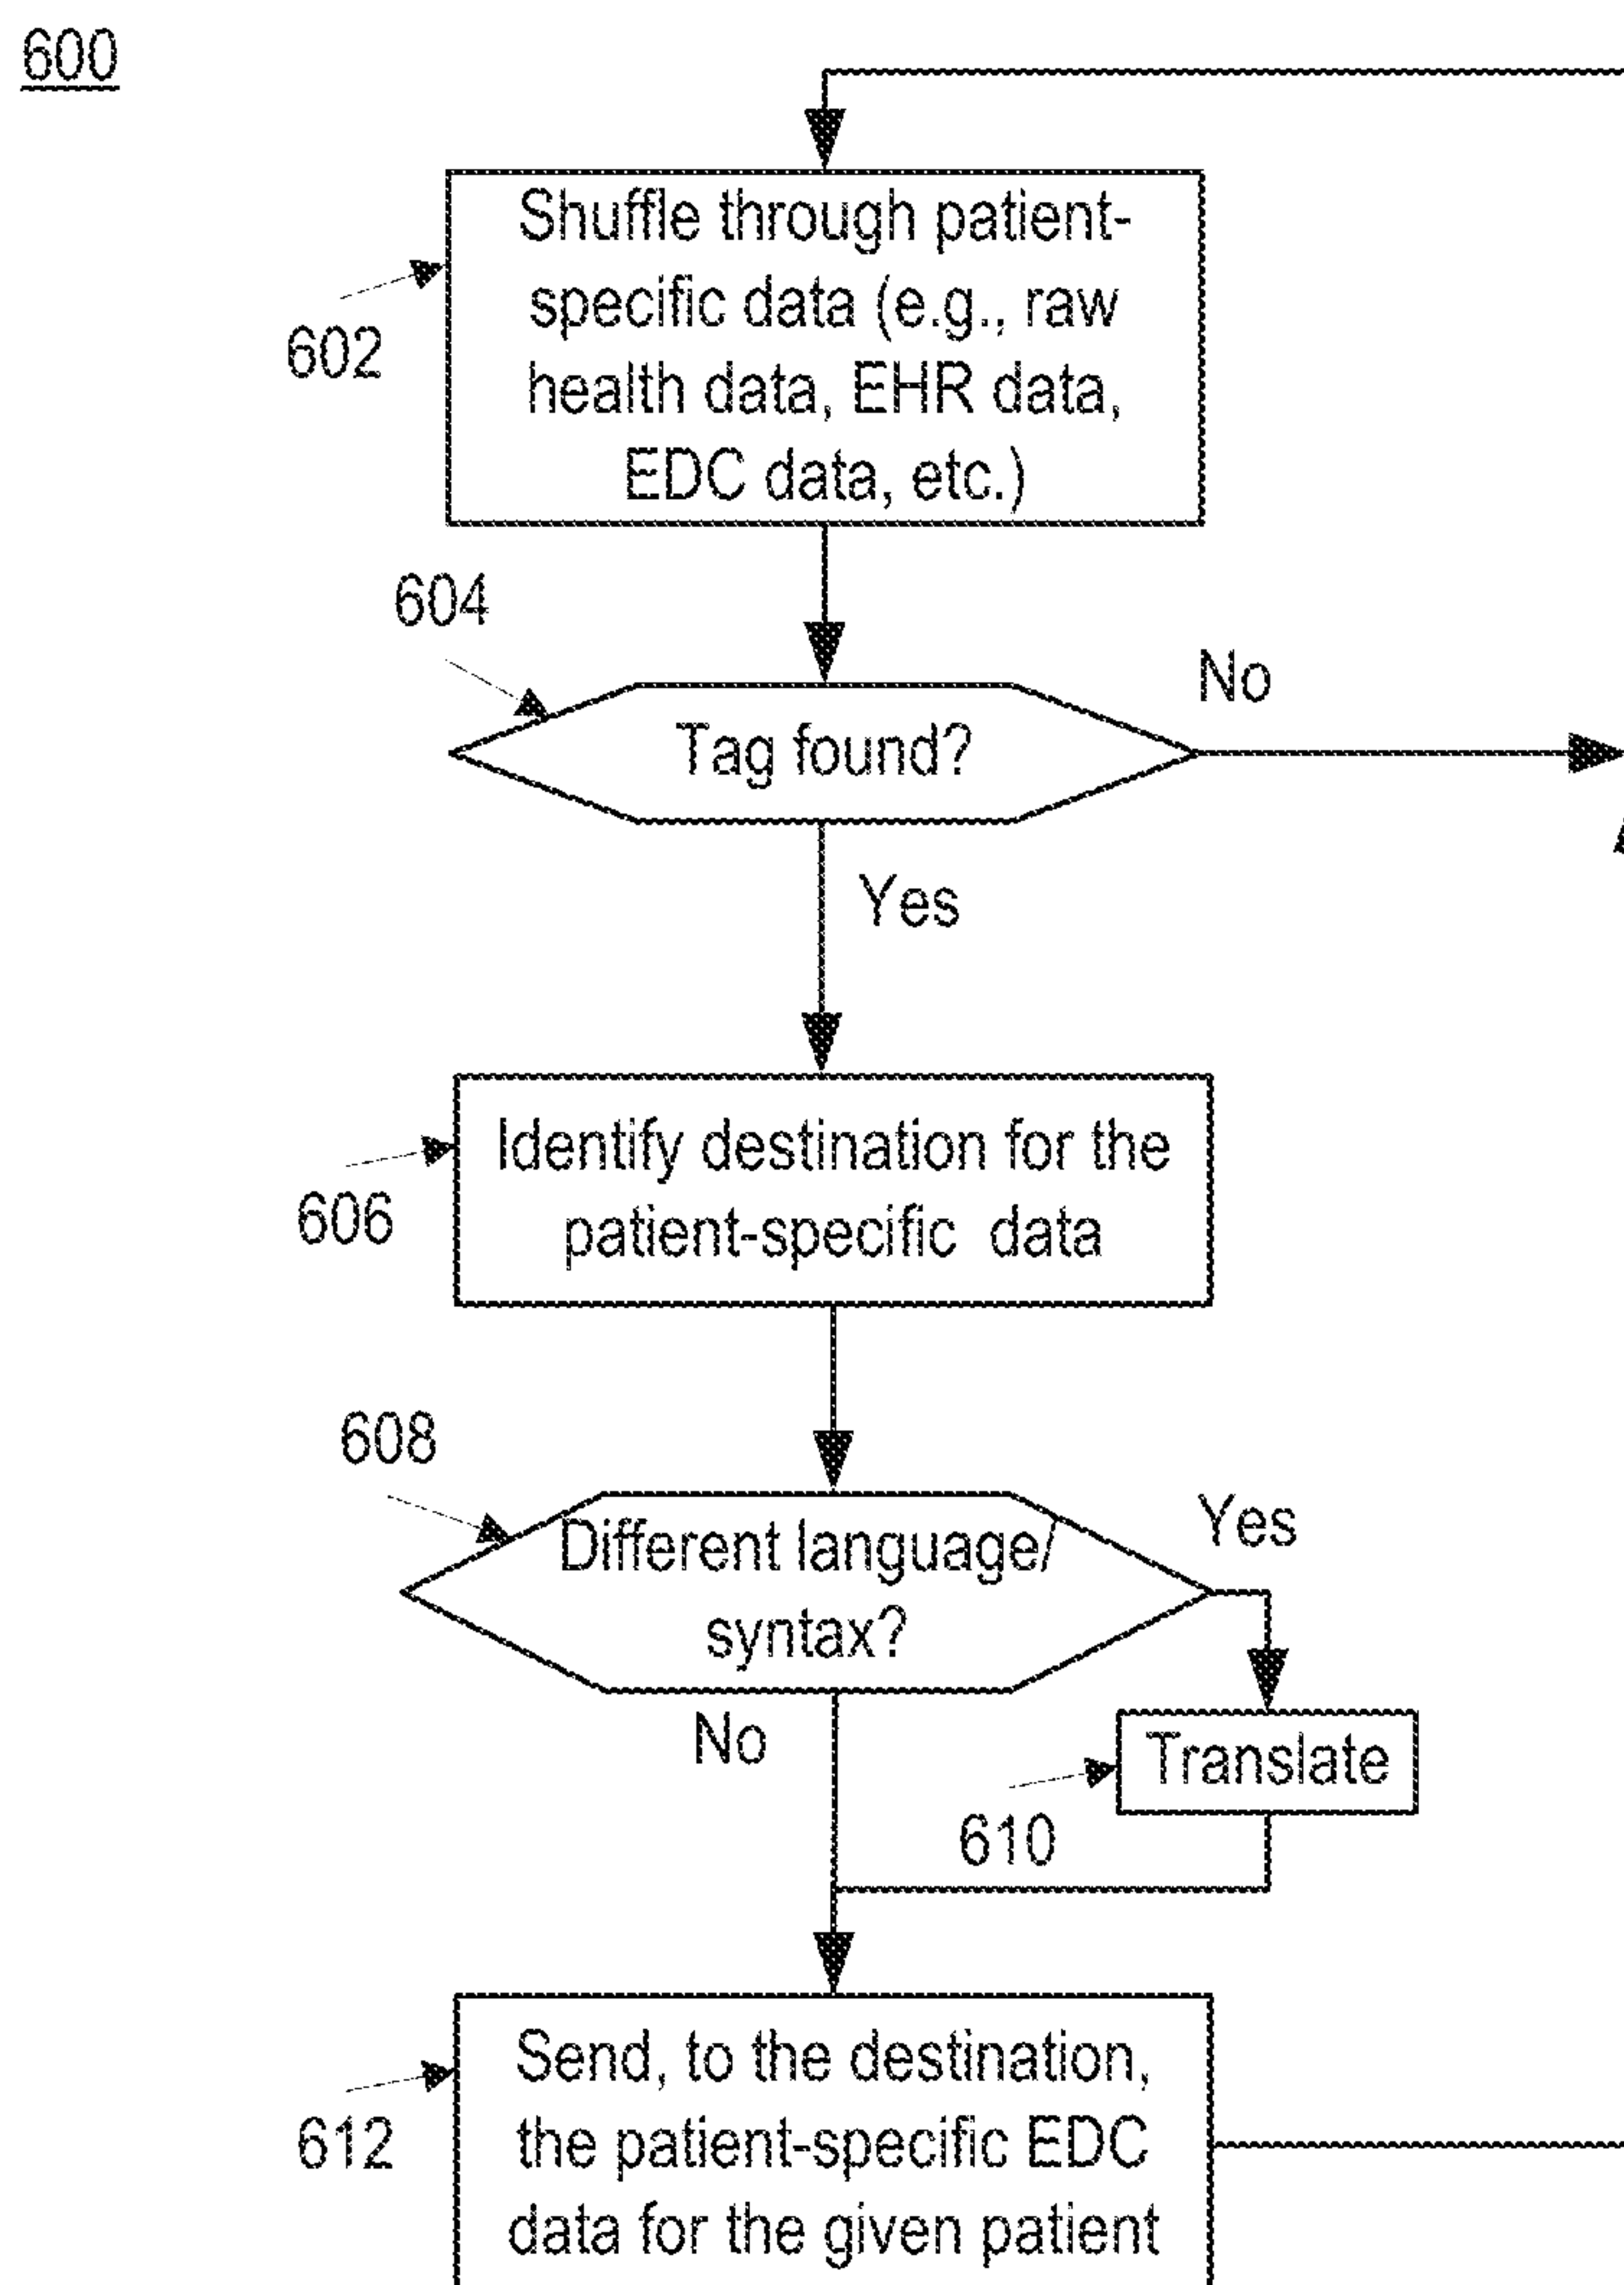 600
Shuffle through patient-
specific data (e.g., raw
health data, EHR data,
EDC data, etc.)
602
604
No
Tag found?
Yes
Identify destination for the
patient-specific data
606
608
Yes
Different language/
syntax?
No
Translate
610
Send, to the destination,
the patient-specific EDC
data for the given patient
612